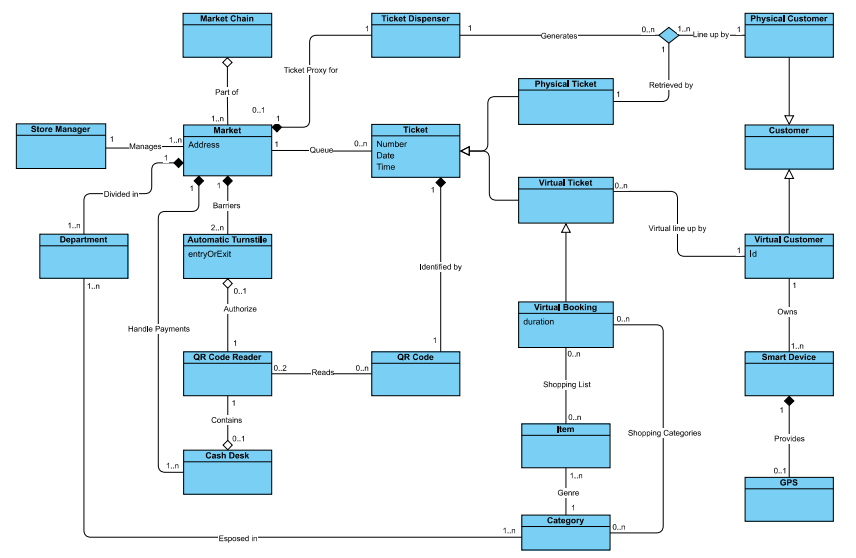 Market Chain
Ticket Dispenser
Physical Customer
1
1
Generates
0..n
1..n
Line up by
1
1
Ticket Proxy for
Part of
Retrieved by
Physical Ticket
1
0..1
1..n
1
Store Manager
1
Manages
1..n
Market
Address
1
Queue
0..n
Ticket
Number
Date
Time
Customer
1
1
1
Divided in
Barriers
Virtual Ticket
0..n
1..n
2..n
Virtual line up by
Department
Automatic Turnstile
entryOrExit
Identified by
1
Virtual Customer
Id
1..n
0..1
1
Authorize
Virtual Booking
duration
0..n
Owns
Handle Payments
1
1
0..n
1..n
QR Code Reader
0..2
Reads
0..n
QR Code
Shopping List
Smart Device
1
Contains
0..n
1
0..1
Item
Shopping Categories
Provides
Cash Desk
1..n
1..n
0..1
Genre
GPS
1
Category
Esposed in
1..n
0..n